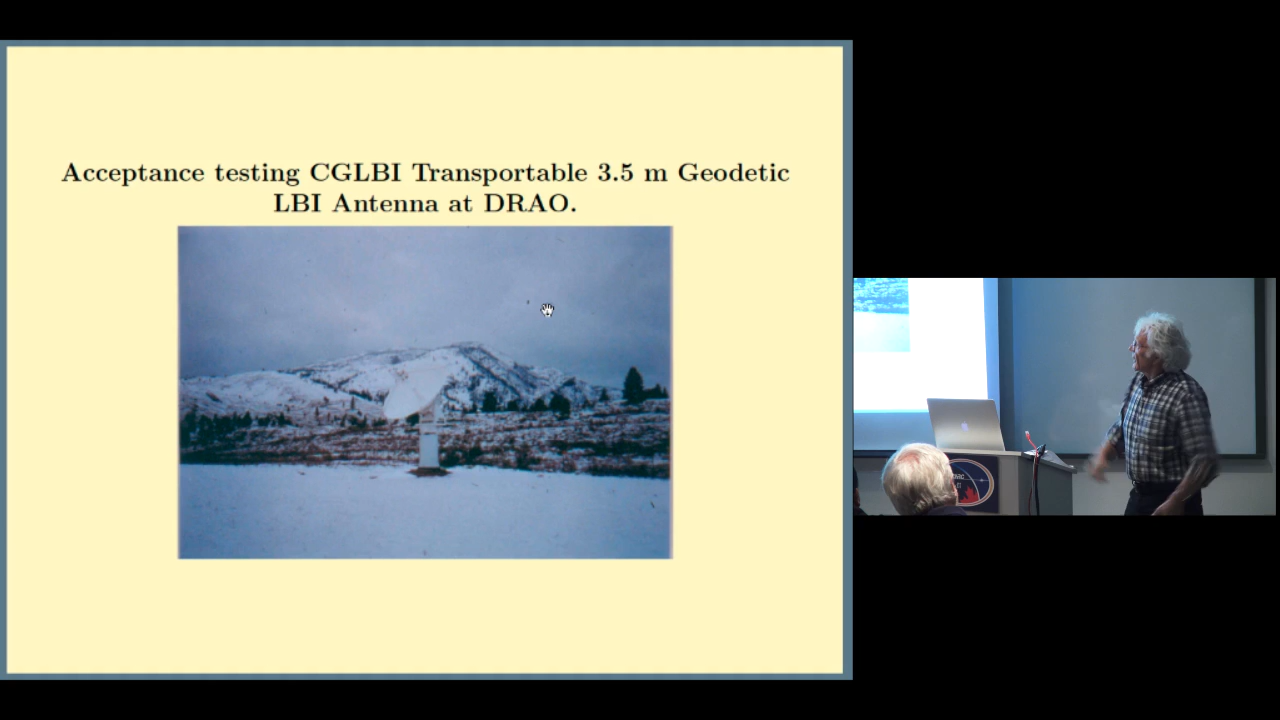 Acceptance testing CGLBI Transportable 3.5 m Geodetic
LBI Antenna at DRAO.